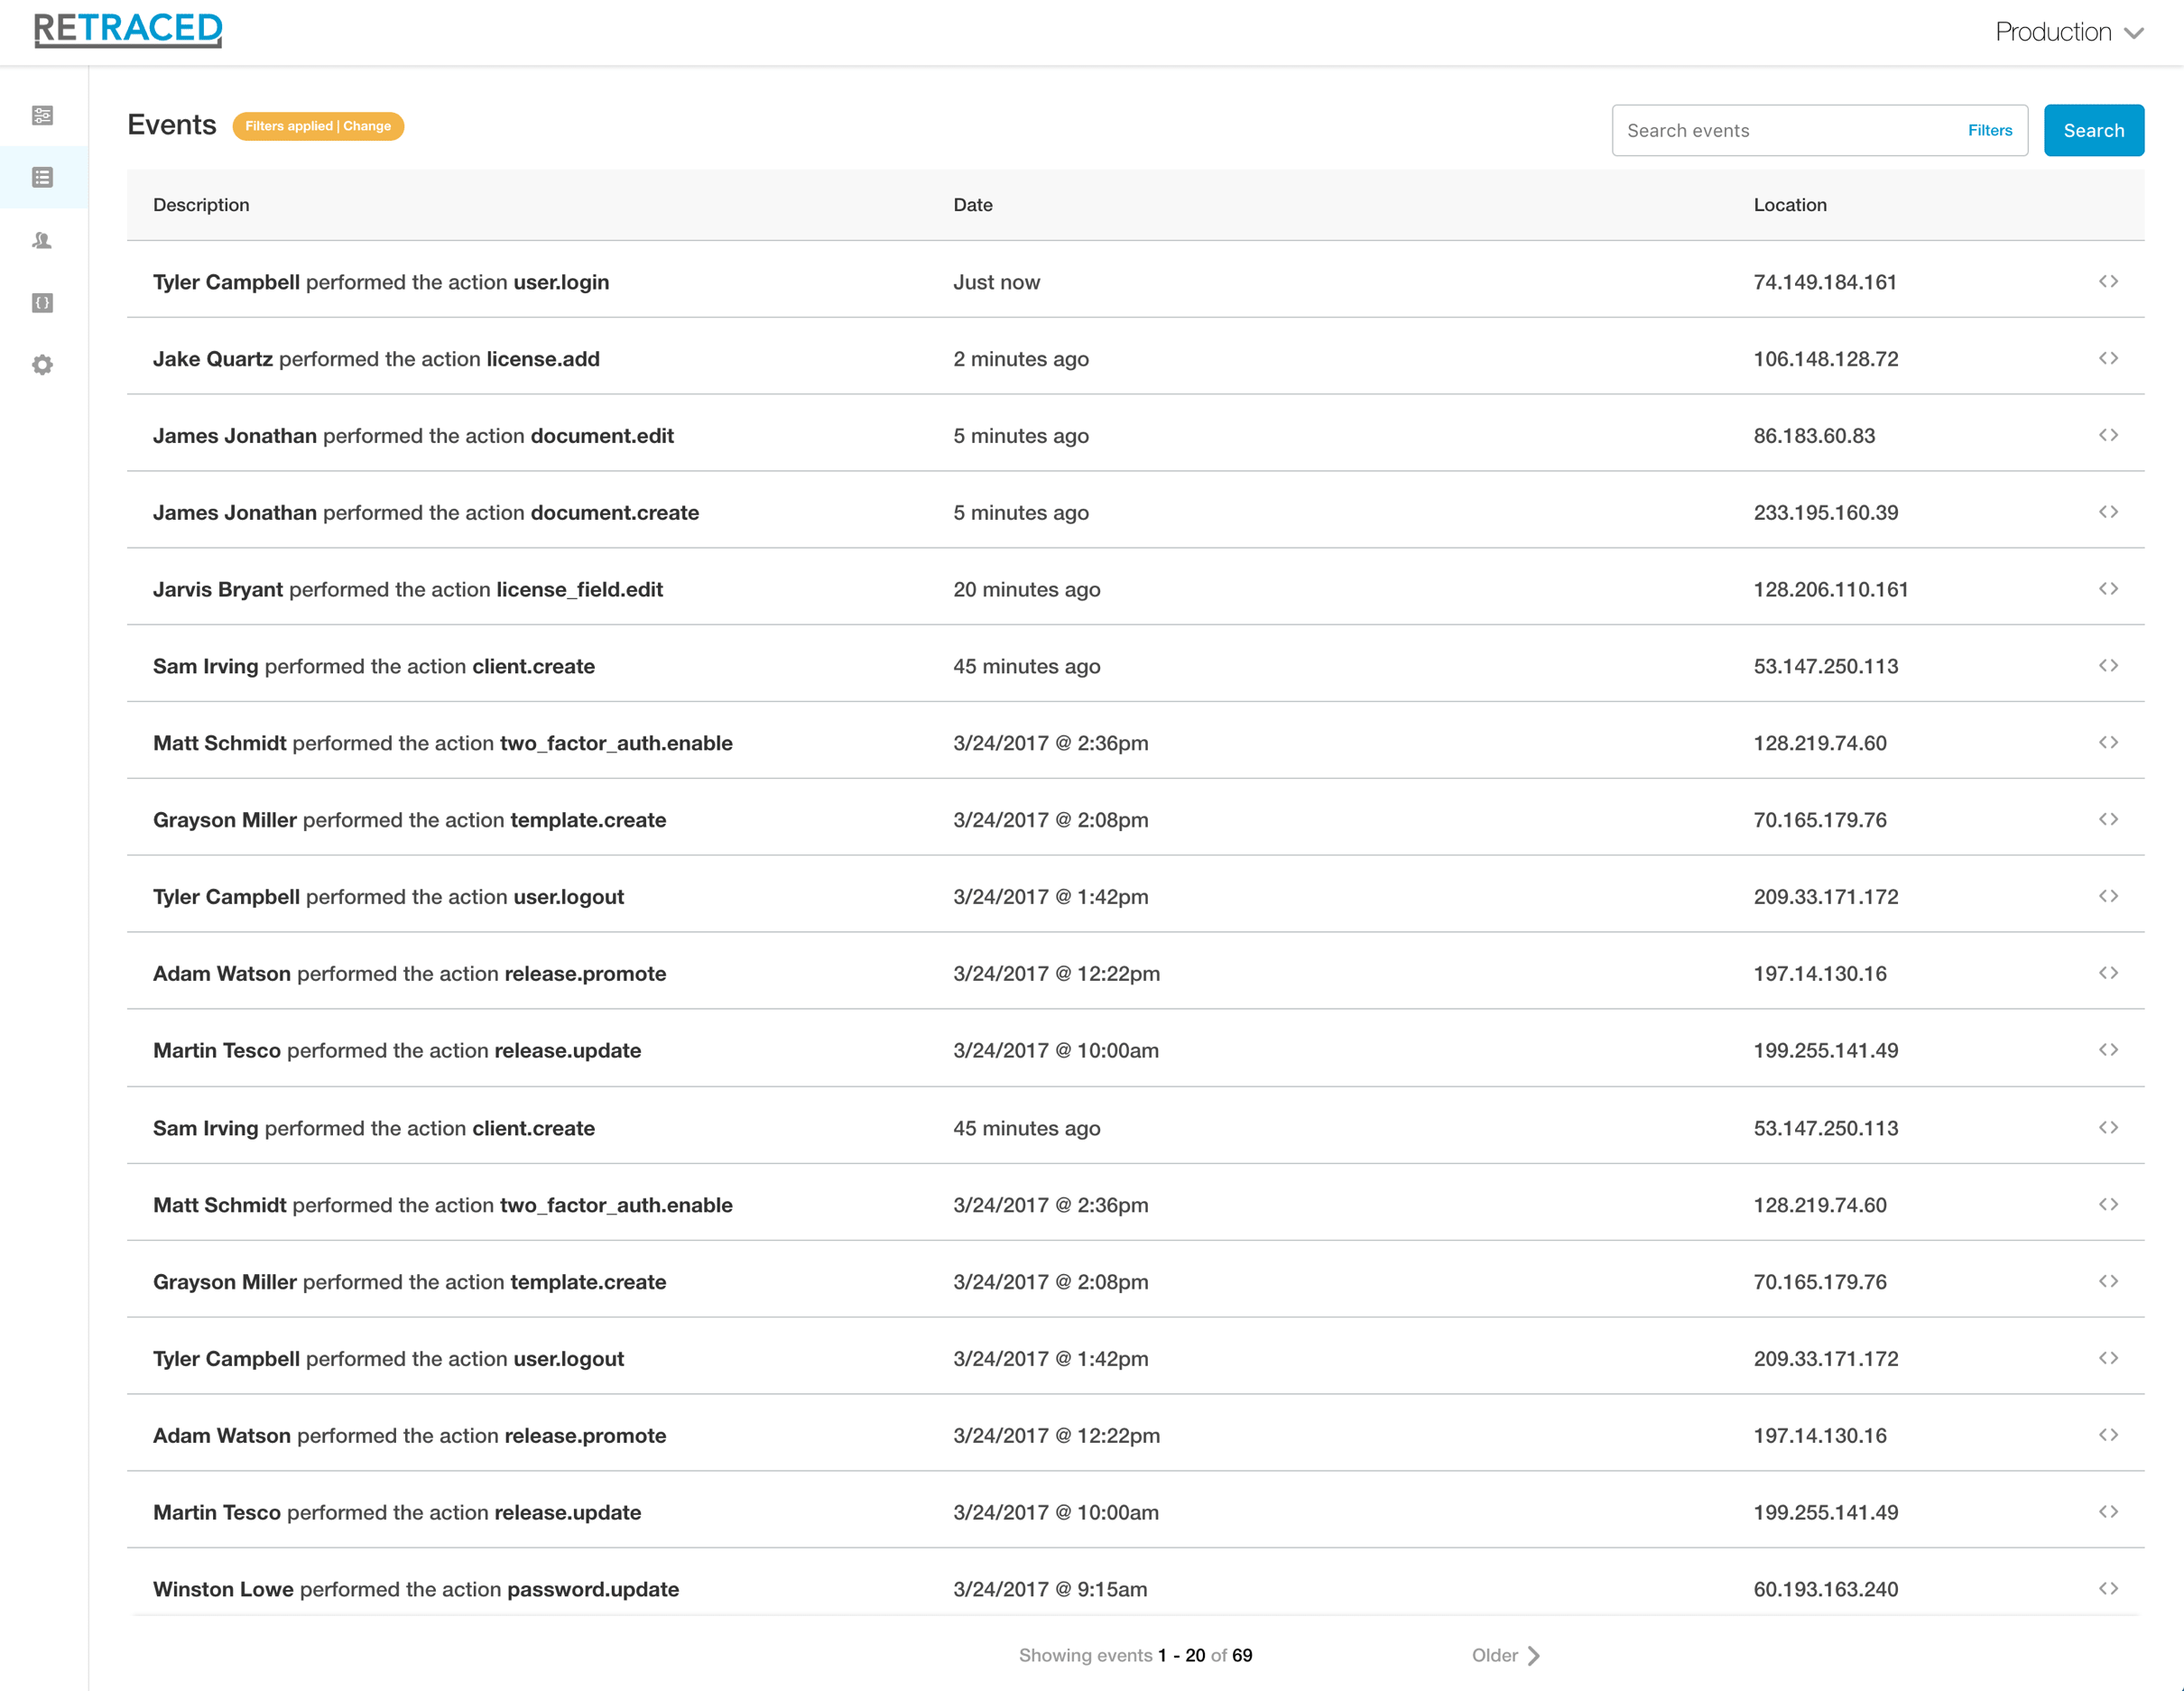 RETRACED
Production
Events Filters applied | Change
Search events Filters Search
Description Date Location
Tyler Campbell performed the action user.login Just now 74.149.184.161 <>
Jake Quartz performed the action license.add 2 minutes ago 106.148.128.72 <>
James Jonathan performed the action document.edit 5 minutes ago 86.183.60.83 <>
James Jonathan performed the action document.create 5 minutes ago 233.195.160.39 <>
Jarvis Bryant performed the action license_field.edit 20 minutes ago 128.206.110.161 <>
Sam Irving performed the action client.create 45 minutes ago 53.147.250.113 <>
Matt Schmidt performed the action two_factor_auth.enable 3/24/2017 @ 2:36pm 128.219.74.60 <>
Grayson Miller performed the action template.create 3/24/2017 @ 2:08pm 70.165.179.76 <>
Tyler Campbell performed the action user.logout 3/24/2017 @ 1:42pm 209.33.171.172 <>
Adam Watson performed the action release.promote 3/24/2017 @ 12:22pm 197.14.130.16 <>
Martin Tesco performed the action release.update 3/24/2017 @ 10:00am 199.255.141.49 <>
Sam Irving performed the action client.create 45 minutes ago 53.147.250.113 <>
Matt Schmidt performed the action two_factor_auth.enable 3/24/2017 @ 2:36pm 128.219.74.60 <>
Grayson Miller performed the action template.create 3/24/2017 @ 2:08pm 70.165.179.76 <>
Tyler Campbell performed the action user.logout 3/24/2017 @ 1:42pm 209.33.171.172 <>
Adam Watson performed the action release.promote 3/24/2017 @ 12:22pm 197.14.130.16 <>
Martin Tesco performed the action release.update 3/24/2017 @ 10:00am 199.255.141.49 <>
Winston Lowe performed the action password.update 3/24/2017 @ 9:15am 60.193.163.240 <>
Showing events 1 - 20 of 69 Older